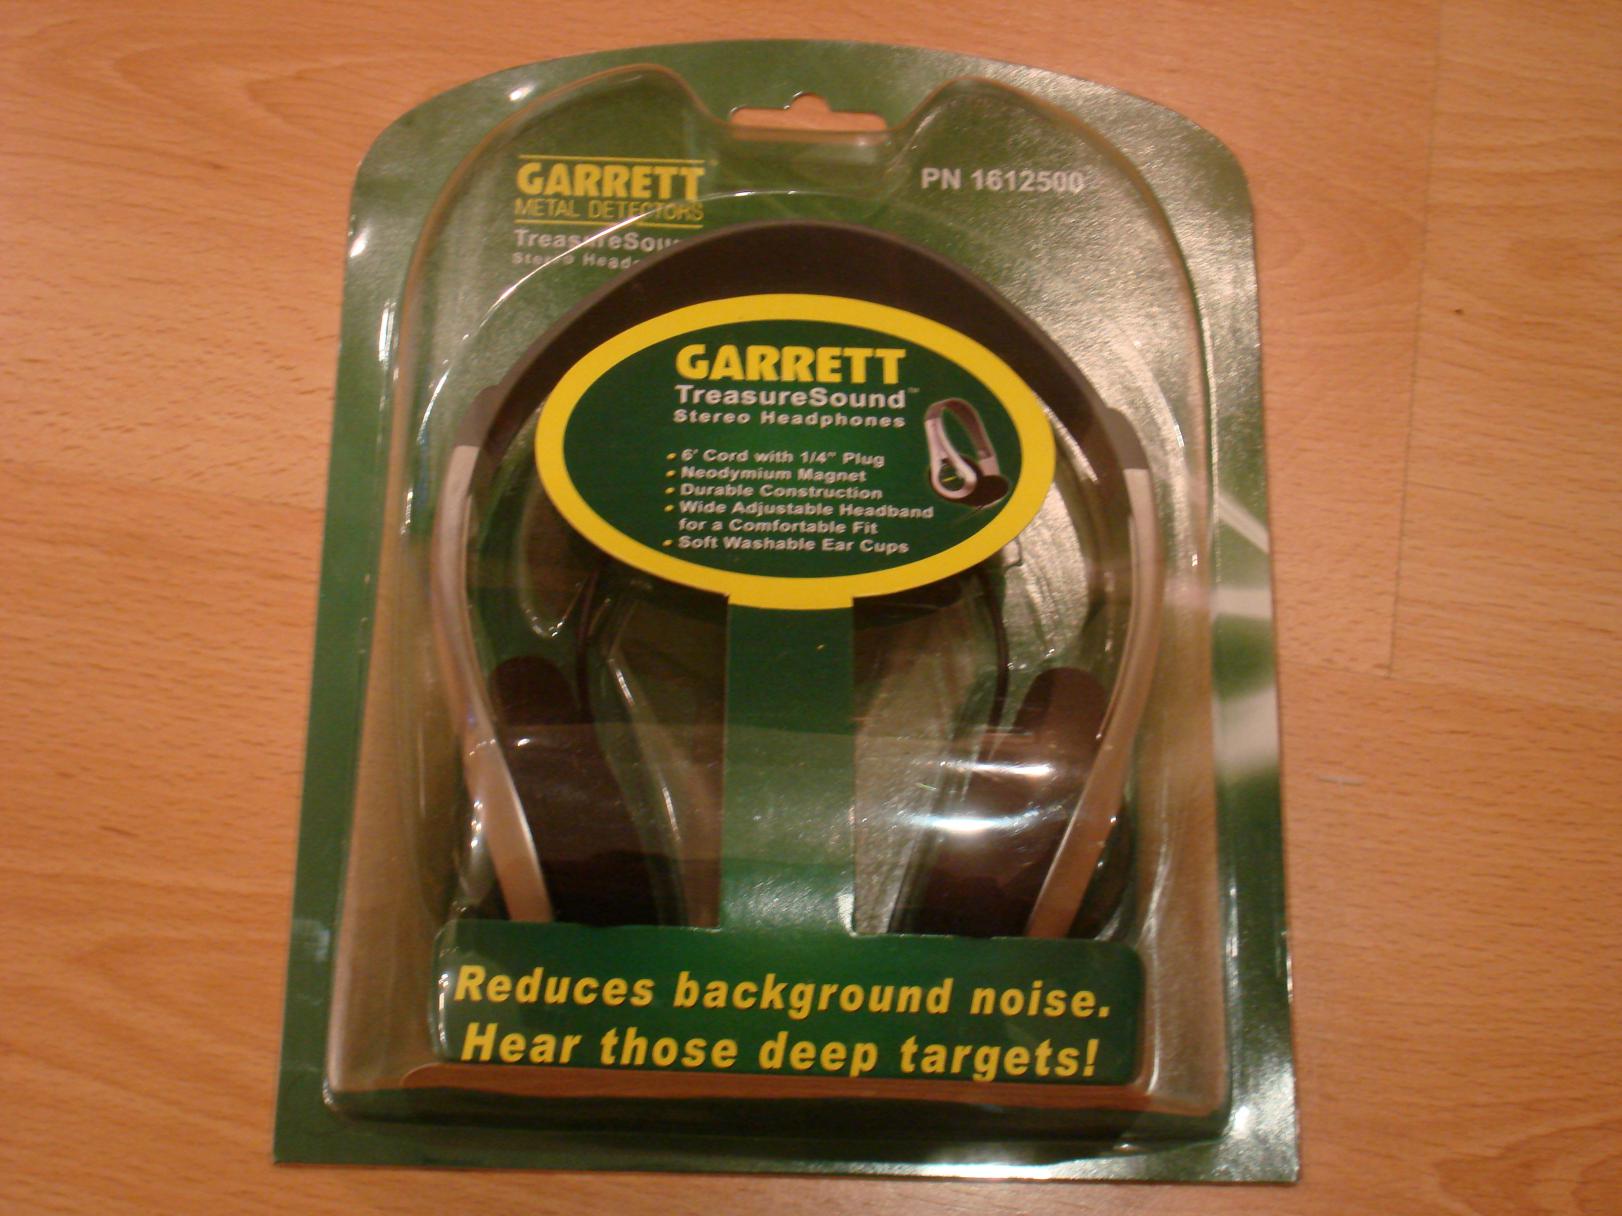 GARRETT
METAL DETECTORS
PN 1612500
GARRETT
TreasureSound™
Stereo Headphones
• 6' Cord with 1/4" Plug
• Neodymium Magnet
• Durable Construction
• Wide Adjustable Headband
for a Comfortable Fit
• Soft Washable Ear Cups
Reduces background noise.
Hear those deep targets!